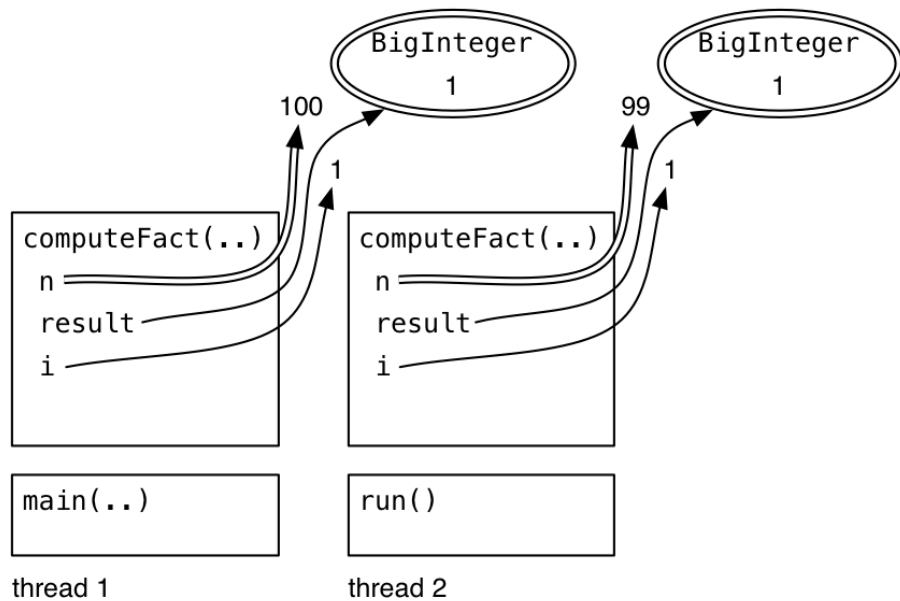 BigInteger
1
BigInteger
1
100
99
1
1
computeFact(..)
n
result
i
computeFact(..)
n
result
i
main(..)
run()
thread 1
thread 2